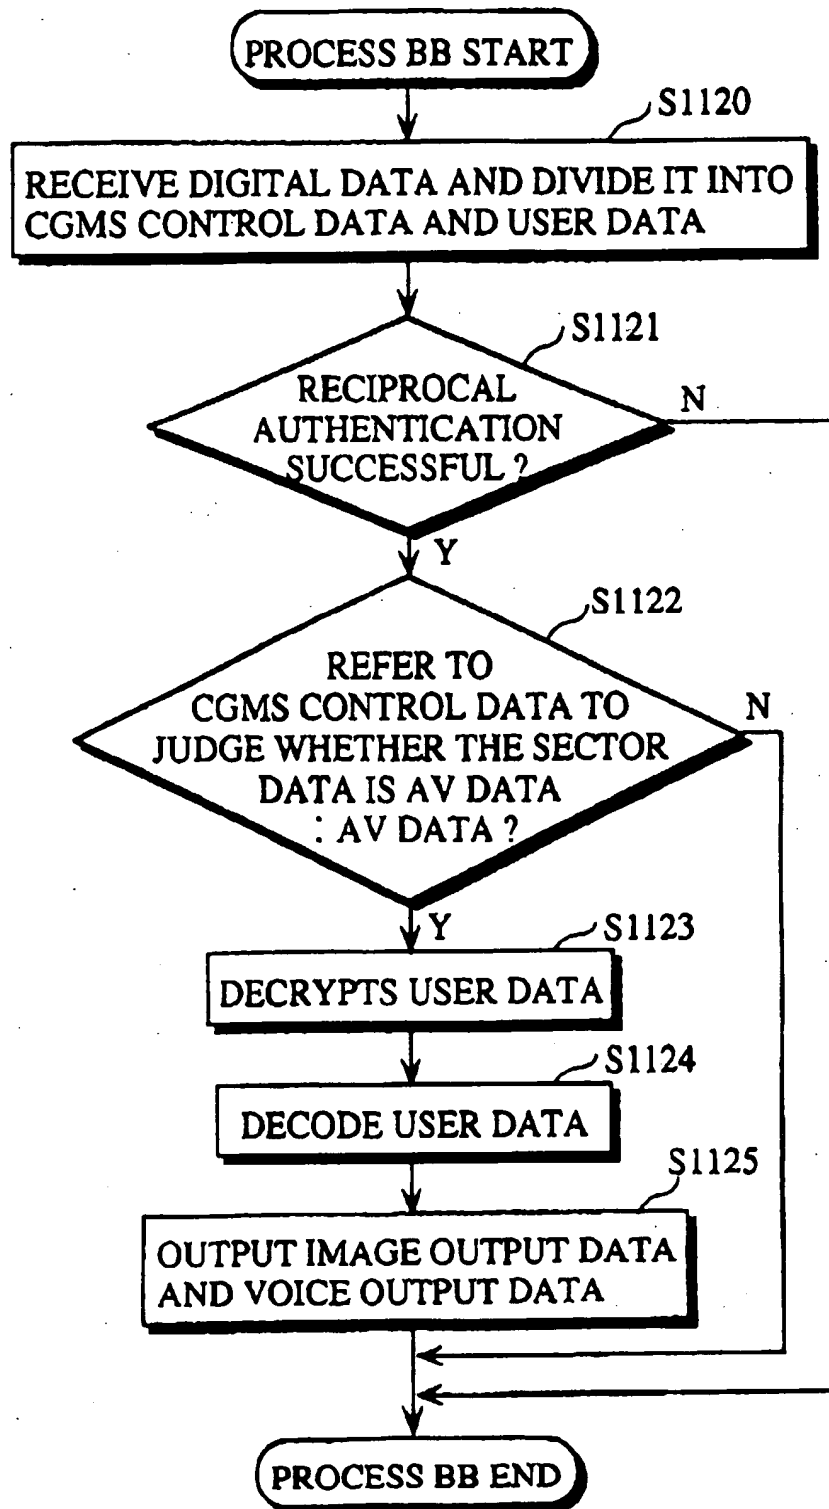 PROCESS BB START
S1120
RECEIVE DIGITAL DATA AND DIVIDE IT INTO
CGMS CONTROL DATA AND USER DATA
S1121
RECIPROCAL
AUTHENTICATION
SUCCESSFUL ?
N
Y
S1122
REFER TO
CGMS CONTROL DATA TO
JUDGE WHETHER THE SECTOR
DATA IS AV DATA
: AV DATA ?
N
Y
S1123
DECRYPTS USER DATA
S1124
DECODE USER DATA
S1125
OUTPUT IMAGE OUTPUT DATA
AND VOICE OUTPUT DATA
PROCESS BB END